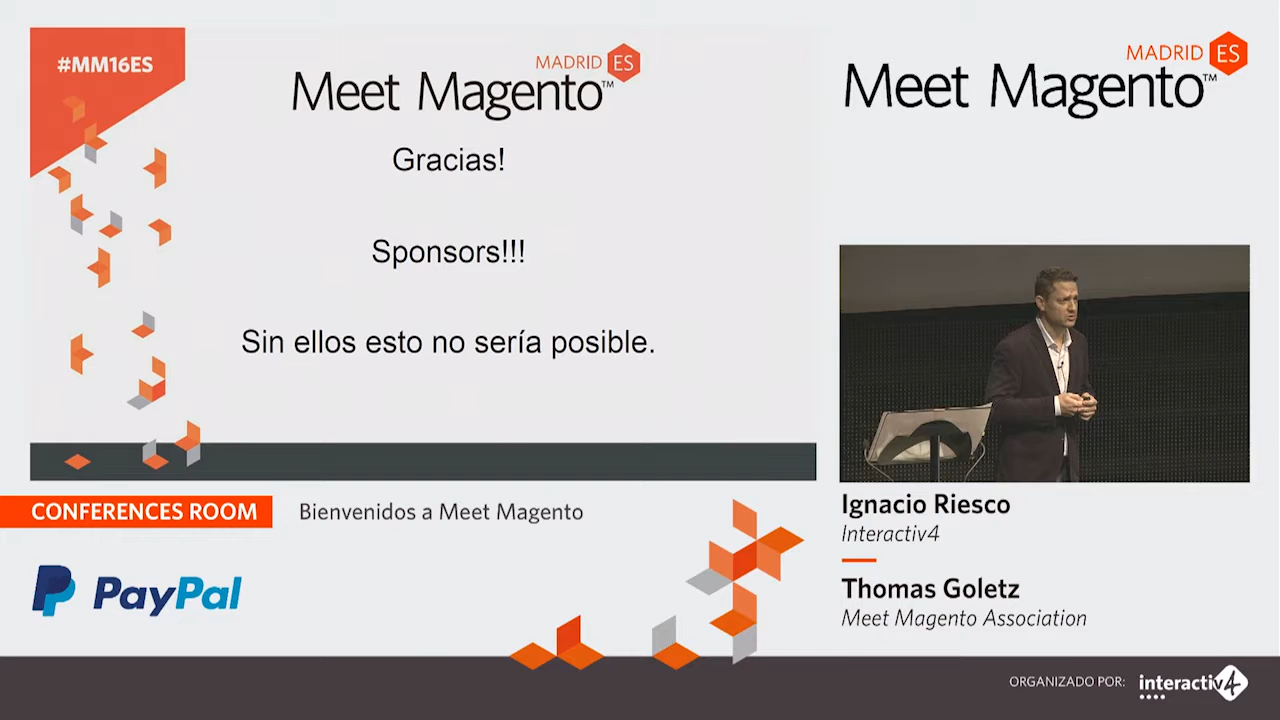 #MM16ES
MADRID ES
Meet Magento™
Gracias!
Sponsors!!!
Sin ellos esto no sería posible.
MADRID ES
Meet Magento™
CONFERENCES ROOM
Bienvenidos a Meet Magento
PayPal
Ignacio Riesco
Interactiv4
Thomas Goletz
Meet Magento Association
ORGANIZADO POR:
interactiv4